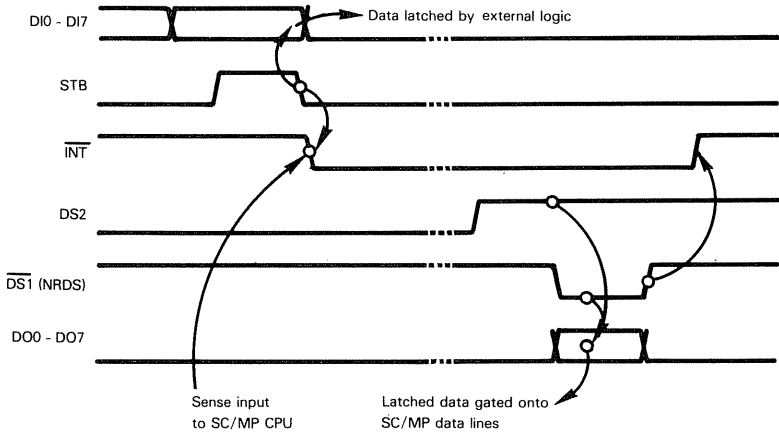 DI0 - DI7
Data latched by external logic
STB
INT
DS2
DS1 (NRDS)
DO0 - DO7
Sense input
to SC/MP CPU
Latched data gated onto
SC/MP data lines